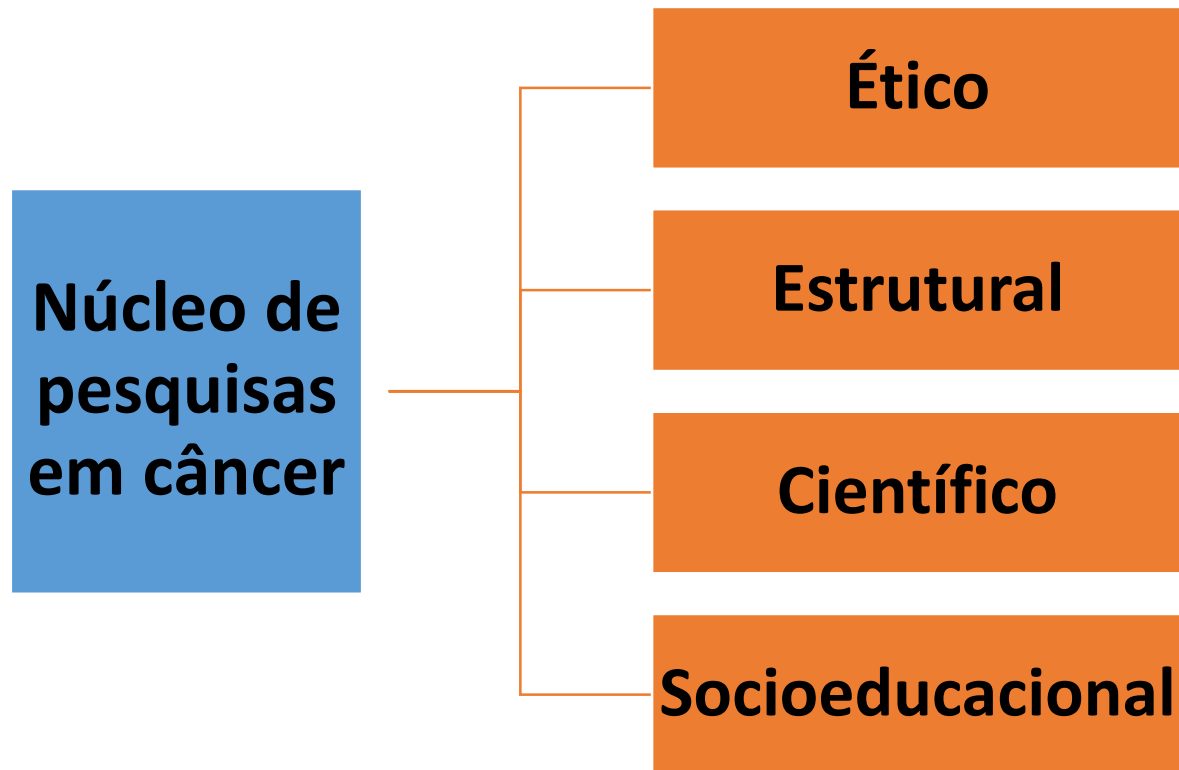 Ético
Estrutural
Núcleo de
pesquisas
em câncer
Científico
Socioeducacional